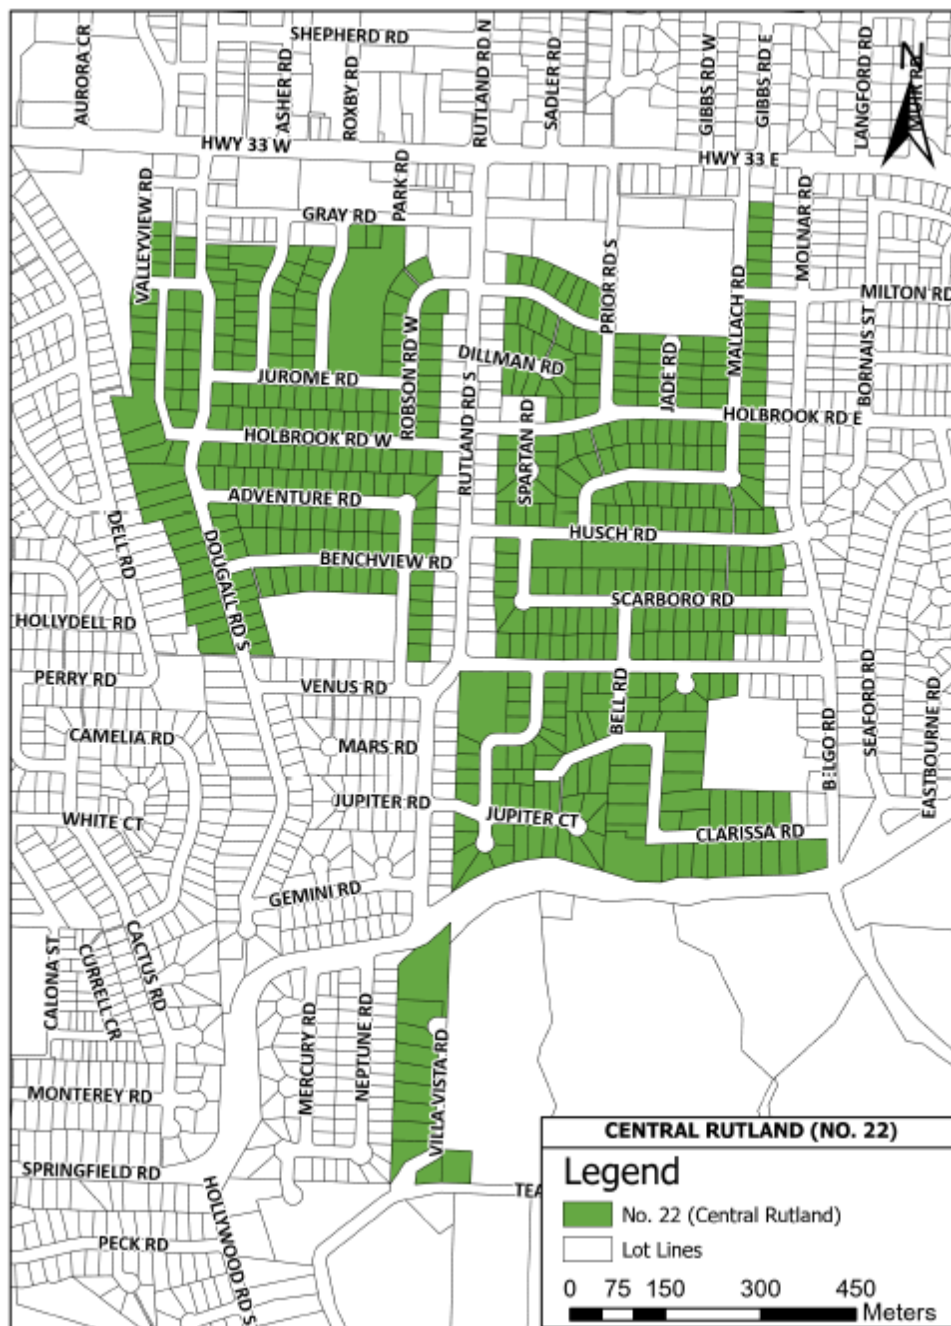 AURORA CR
SHEPHERD RD
ASHER RD
ROXBY RD
RUTLAND RD N
SADLER RD
GIBBS RD W
GIBBS RD E
LANGFORD RD
MUIR RD
N
HWY 33 W
HWY 33 E
VALLEYVIEW RD
PARK RD
GRAY RD
MOLNAR RD
PRIOR RD S
MALLACH RD
MILTON RD
BORNAIS ST
DILLMAN RD
JADE RD
JUROME RD
ROBSON RD W
RUTLAND RD S
HOLBROOK RD E
HOLBROOK RD W
SPARTAN RD
ADVENTURE RD
DELL RD
DOUGALL RD S
HUSCH RD
BENCHVIEW RD
SCARBORO RD
HOLLYDELL RD
PERRY RD
VENUS RD
BELL RD
BELGO RD
SEAFORD RD
EASTBOURNE RD
CAMELIA RD
MARS RD
JUPITER RD
JUPITER CT
WHITE CT
CLARISSA RD
GEMINI RD
CALONA ST
CURRELL CR
CACTUS RD
MERCURY RD
NEPTUNE RD
VILLA VISTA RD
MONTEREY RD
SPRINGFIELD RD
HOLLYWOOD RD S
PECK RD
TEA
CENTRAL RUTLAND (NO. 22)
Legend
No. 22 (Central Rutland)
Lot Lines
0 75 150 300 450
Meters